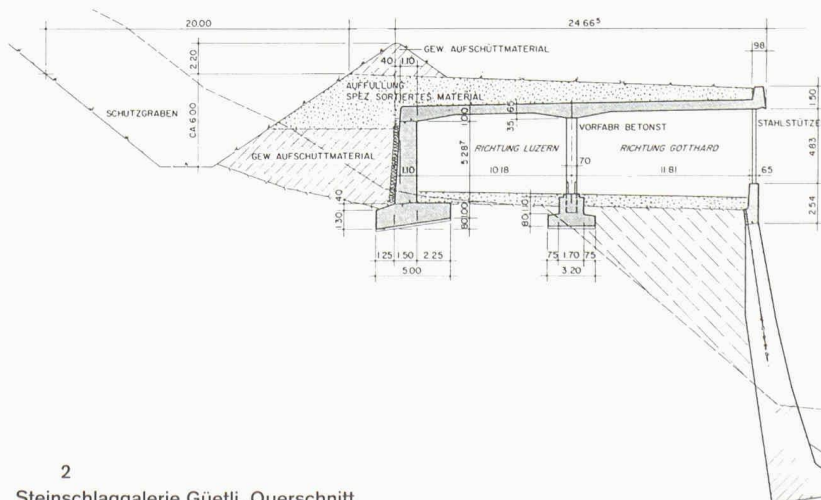 20.00
24.66⁵
98
2.20
GEW. AUFSCHÜTTMATERIAL
40 1.10
AUFFÜLLUNG
SPEZ. SORTIERTES MATERIAL
1.50
SCHUTZGRABEN
CA 6.00
1.00
35 65
VORFABR BETONST
STAHLSTÜTZE
GEW. AUFSCHÜTTMATERIAL
5.28⁷
RICHTUNG LUZERN
RICHTUNG GOTTHARD
4.83
1.10
10.18
70
11.81
65
40
1.30
80
80
1.10
2.54
1.25 1.50 2.25
5.00
75 1.70 75
3.20
2
Steinschlaggalerie Güetli, Querschnitt